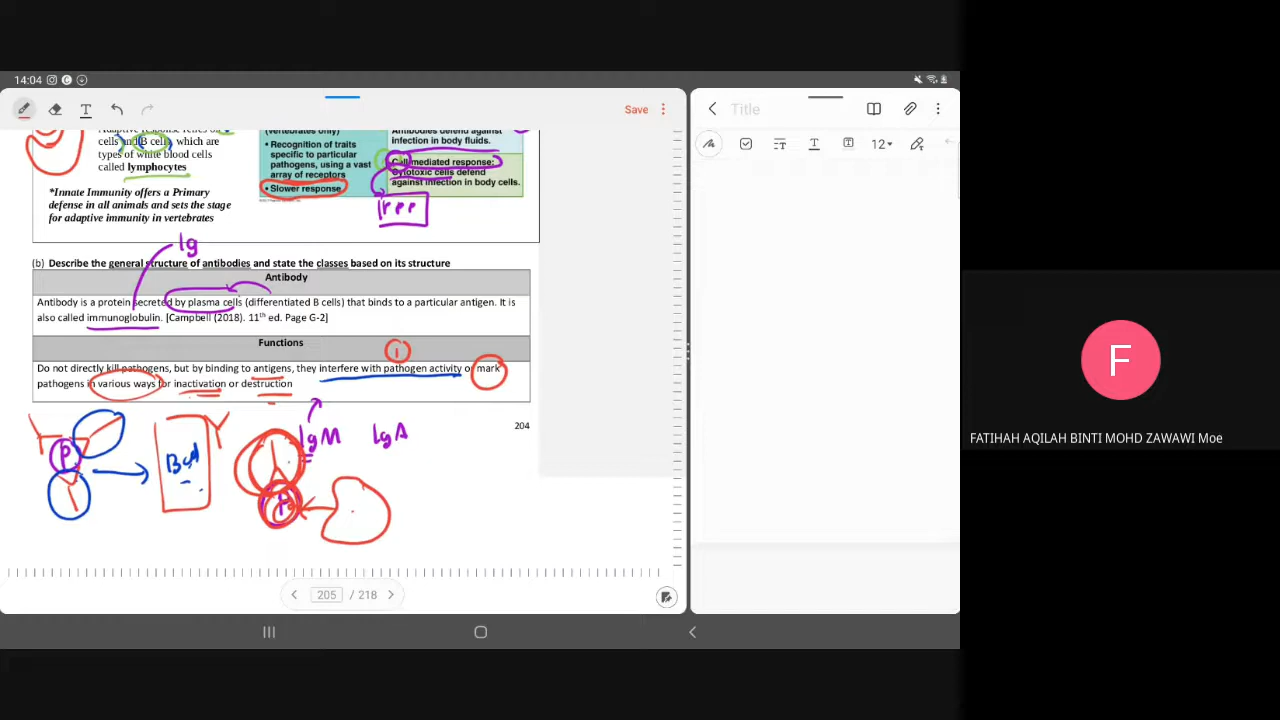 14:04
Save
Title
12
Adaptive response relies on
cells and B cells, which are
types of white blood cells
called lymphocytes
*Innate Immunity offers a Primary
defense in all animals and sets the stage
for adaptive immunity in vertebrates
(vertebrates only)
• Recognition of traits
specific to particular
pathogens, using a vast
array of receptors
• Slower response
Antibodies defend against
infection in body fluids.
Cell-mediated response:
Cytotoxic cells defend
against infection in body cells.
Ig
(b) Describe the general structure of antibodies and state the classes based on its structure
Antibody
Antibody is a protein secreted by plasma cells (differentiated B cells) that binds to a particular antigen. It is
also called immunoglobulin. [Campbell (2018). 11th ed. Page G-2]
Functions
Do not directly kill pathogens, but by binding to antigens, they interfere with pathogen activity or mark
pathogens in various ways for inactivation or destruction
204
IgM IgA
205 / 218
F
FATIHAH AQILAH BINTI MOHD ZAWAWI Moe